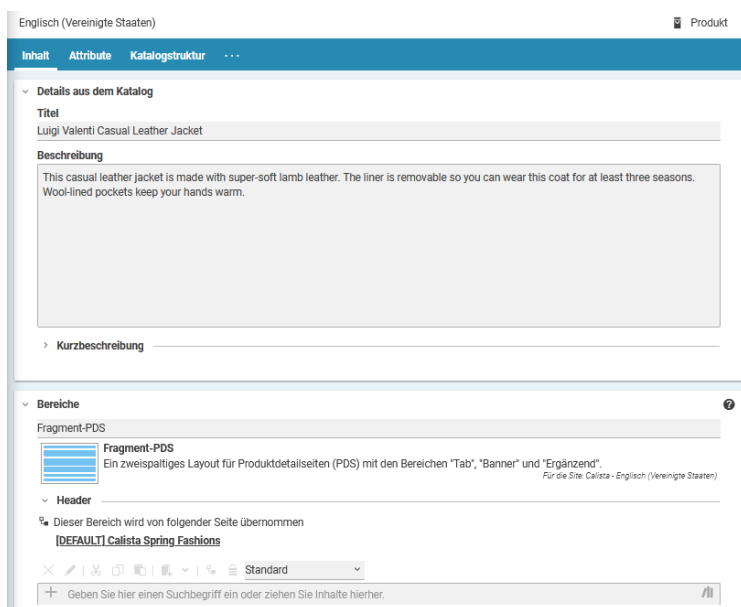 Englisch (Vereinigte Staaten)
Produkt
Inhalt Attribute Katalogstruktur ...
Details aus dem Katalog
Titel
Luigi Valenti Casual Leather Jacket
Beschreibung
This casual leather jacket is made with super-soft lamb leather. The liner is removable so you can wear this coat for at least three seasons.
Wool-lined pockets keep your hands warm.
Kurzbeschreibung
Bereiche
Fragment-PDS
Fragment-PDS
Ein zweispaltiges Layout für Produktdetailseiten (PDS) mit den Bereichen "Tab", "Banner" und "Ergänzend".
Für die Site: Calista - Englisch (Vereinigte Staaten)
Header
Dieser Bereich wird von folgender Seite übernommen
[DEFAULT] Calista Spring Fashions
Standard
Geben Sie hier einen Suchbegriff ein oder ziehen Sie Inhalte hierher.